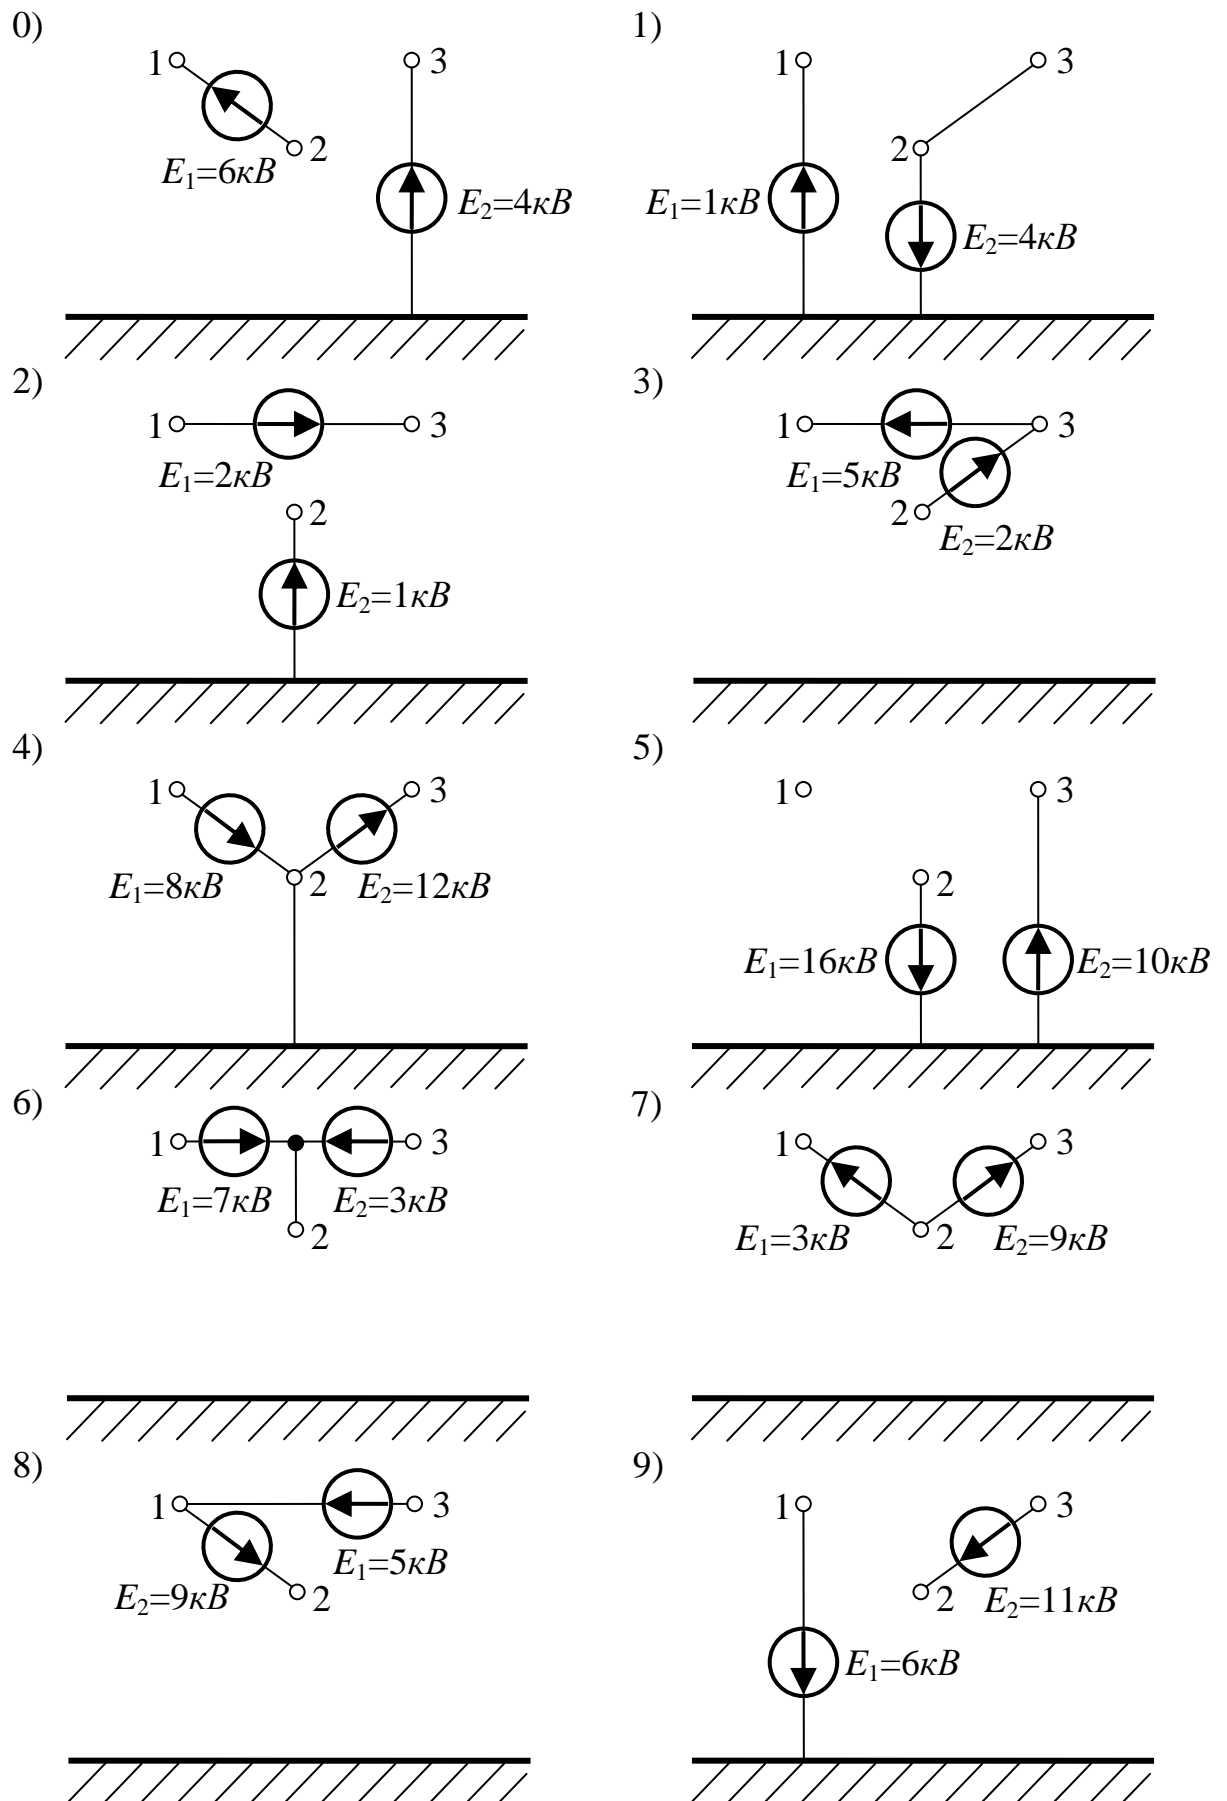 0)
1
3
2
E₁=6кВ
E₂=4кВ
1)
1
3
2
E₁=1кВ
E₂=4кВ
2)
1
3
E₁=2кВ
2
E₂=1кВ
3)
1
3
E₁=5кВ
2
E₂=2кВ
4)
1
3
E₁=8кВ
2
E₂=12кВ
5)
1
3
2
E₁=16кВ
E₂=10кВ
6)
1
3
E₁=7кВ
E₂=3кВ
2
7)
1
3
E₁=3кВ
2
E₂=9кВ
8)
1
3
E₁=5кВ
E₂=9кВ
2
9)
1
3
2
E₂=11кВ
E₁=6кВ